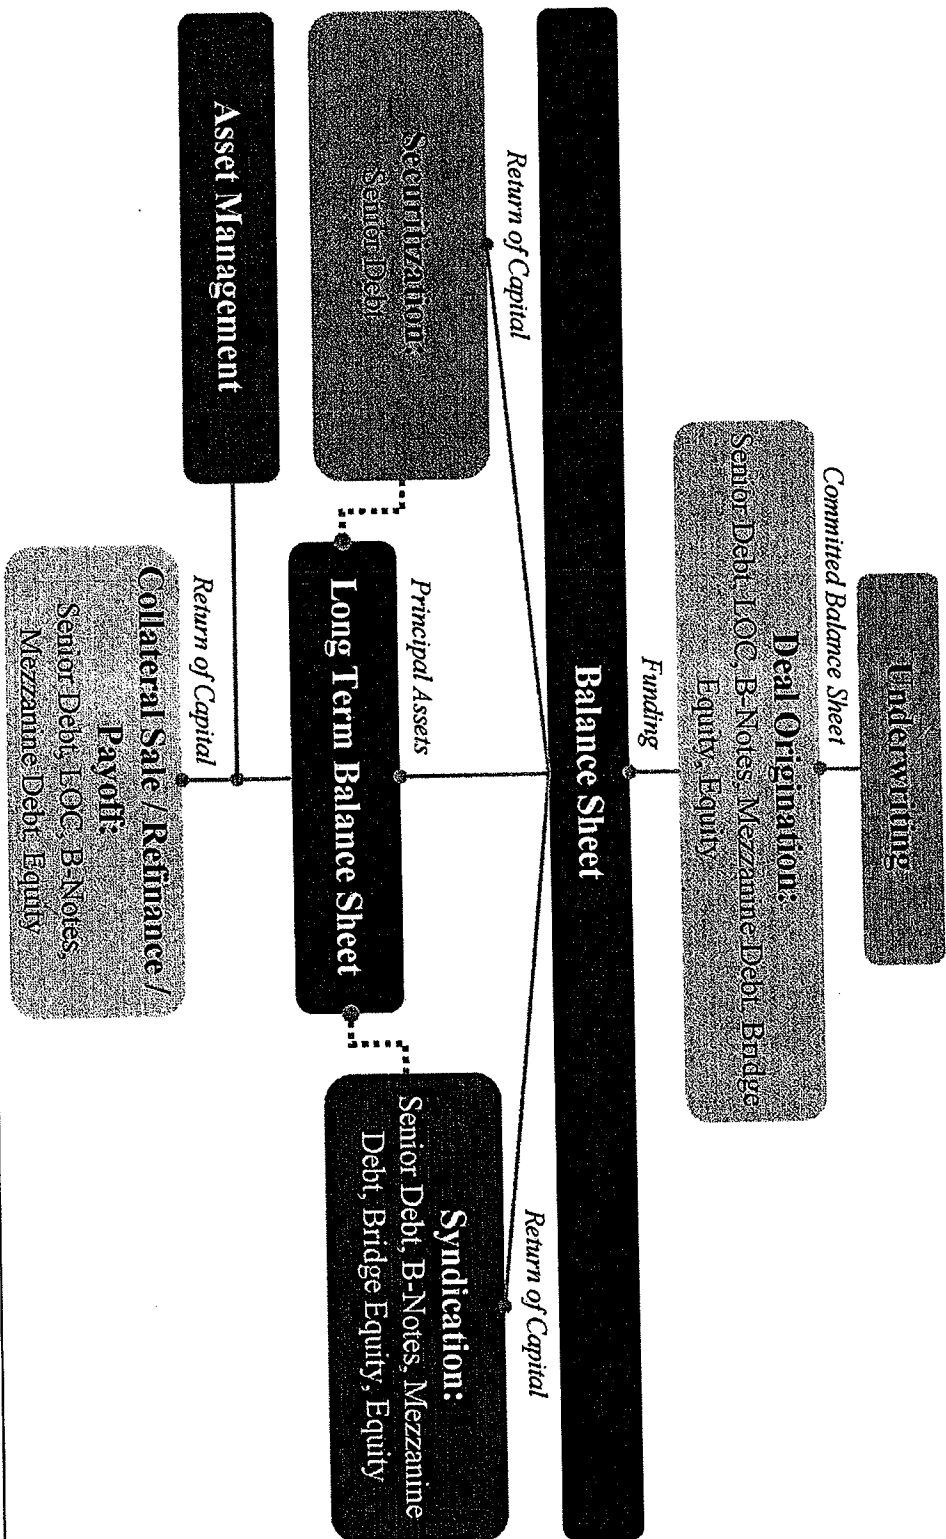 Underwriting
Committed Balance Sheet
Deal Origination:
Senior Debt, LOC, B-Notes, Mezzanine Debt, Bridge
Equity, Equity
Funding
Balance Sheet
Return of Capital
Return of Capital
Securitization:
Senior Debt
Principal Assets
Long Term Balance Sheet
Syndication:
Senior Debt, B-Notes, Mezzanine
Debt, Bridge Equity, Equity
Asset Management
Return of Capital
Collateral Sale / Refinance /
Payoff:
Senior Debt, LOC, B-Notes,
Mezzanine Debt, Equity